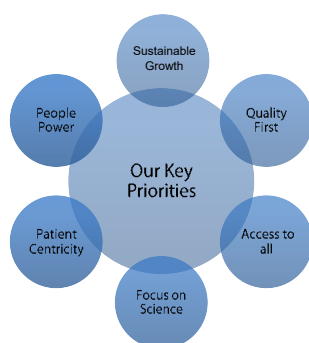 Sustainable
Growth
People
Power
Quality
First
Our Key
Priorities
Patient
Centricity
Access to
all
Focus on
Science